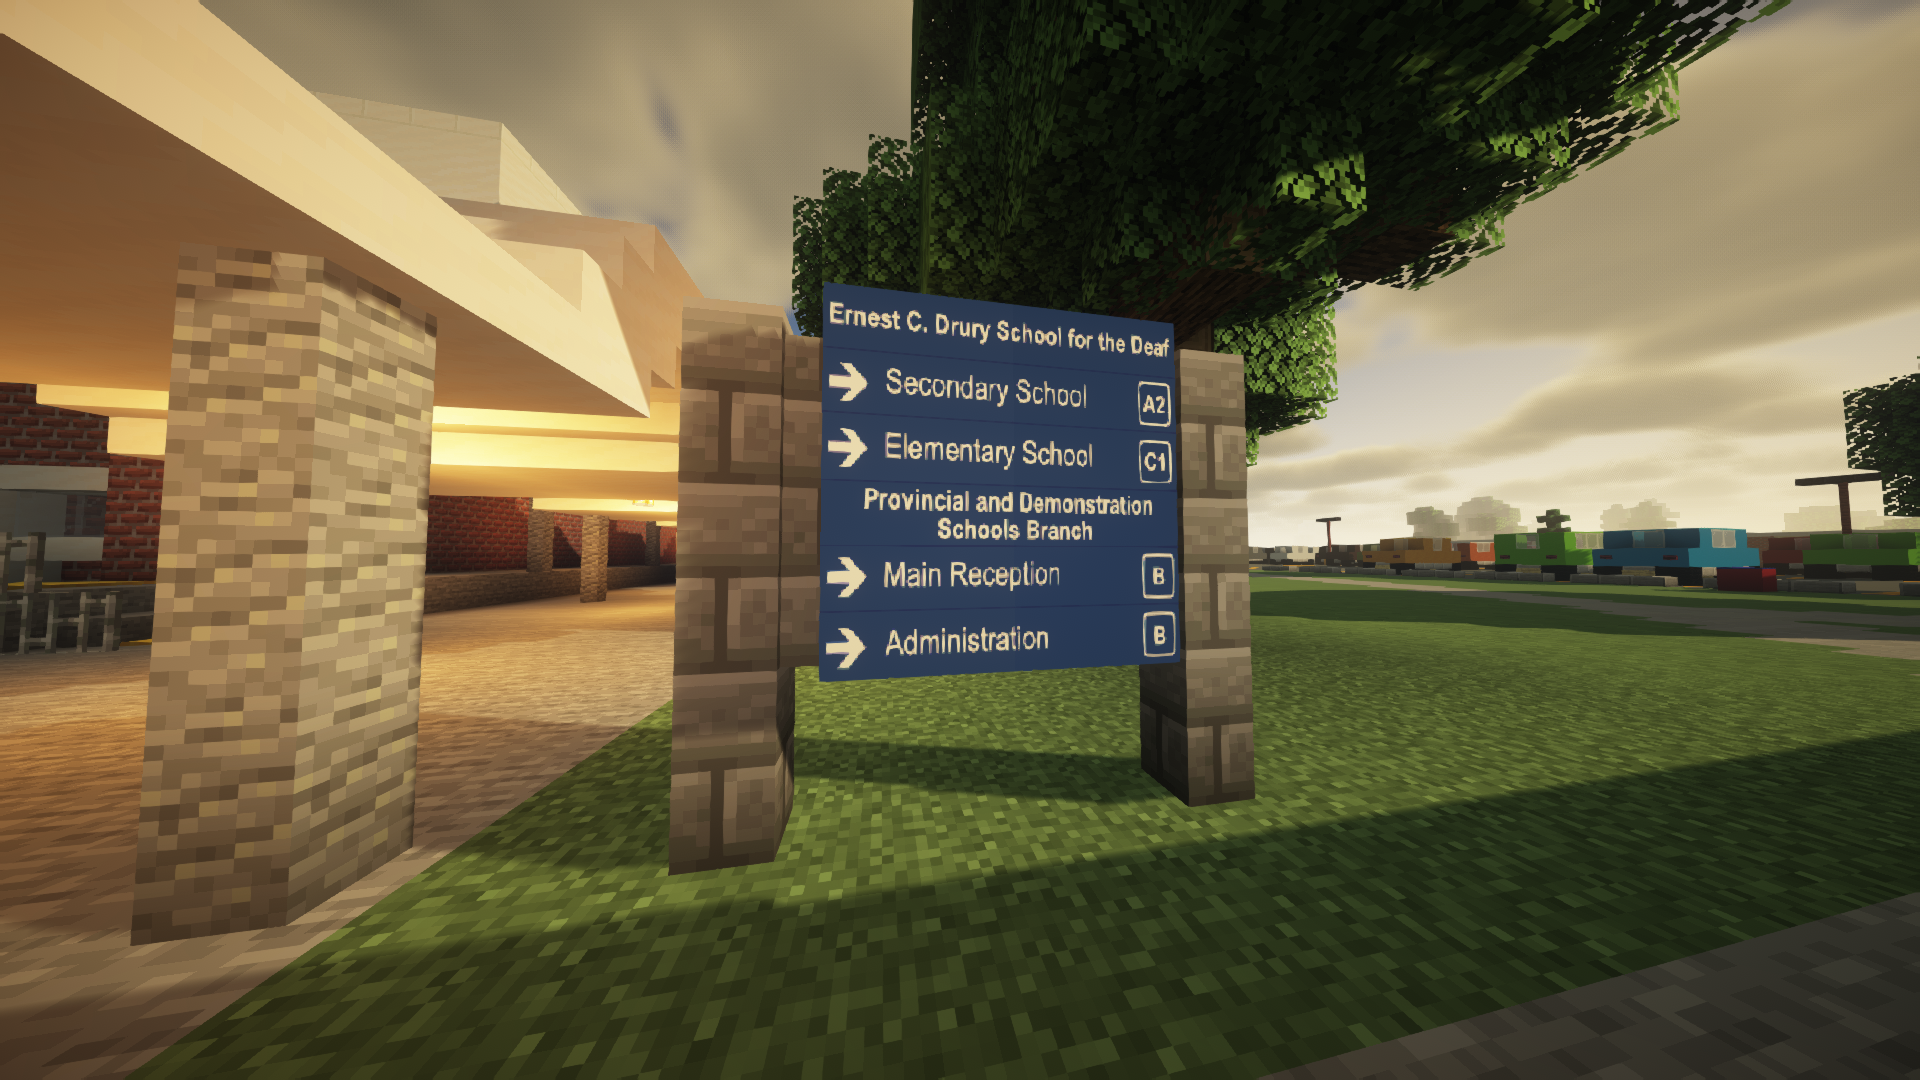 Ernest C. Drury School for the Deaf
→ Secondary School A2
→ Elementary School C1
Provincial and Demonstration
Schools Branch
→ Main Reception B
→ Administration B